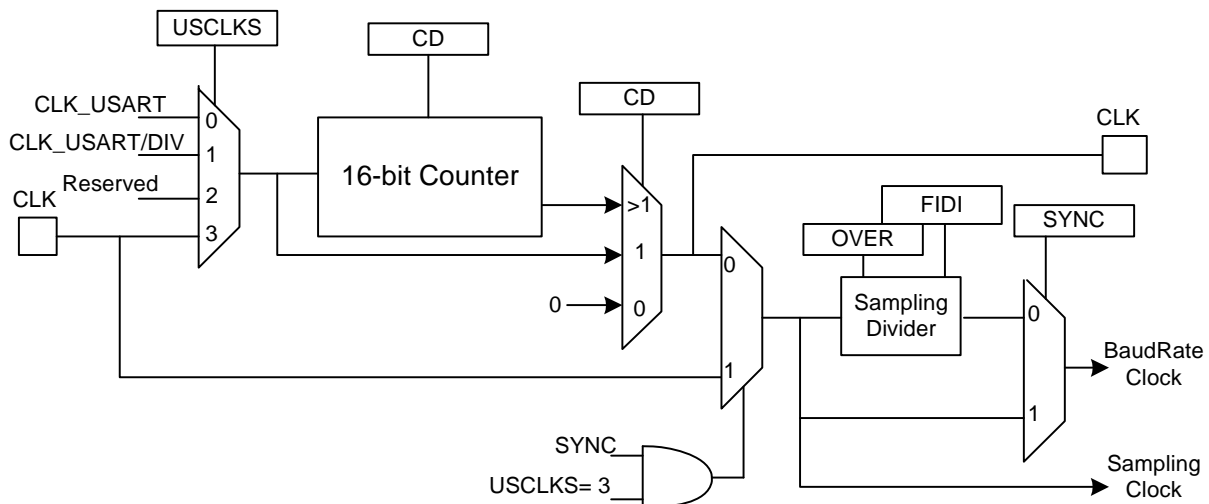 USCLKS
CD
CD
CLK_USART
CLK_USART/DIV
Reserved
CLK
0
1
2
3
16-bit Counter
>1
1
0
0
CLK
FIDI
OVER
SYNC
0
1
Sampling
Divider
0
1
BaudRate
Clock
SYNC
USCLKS= 3
Sampling
Clock